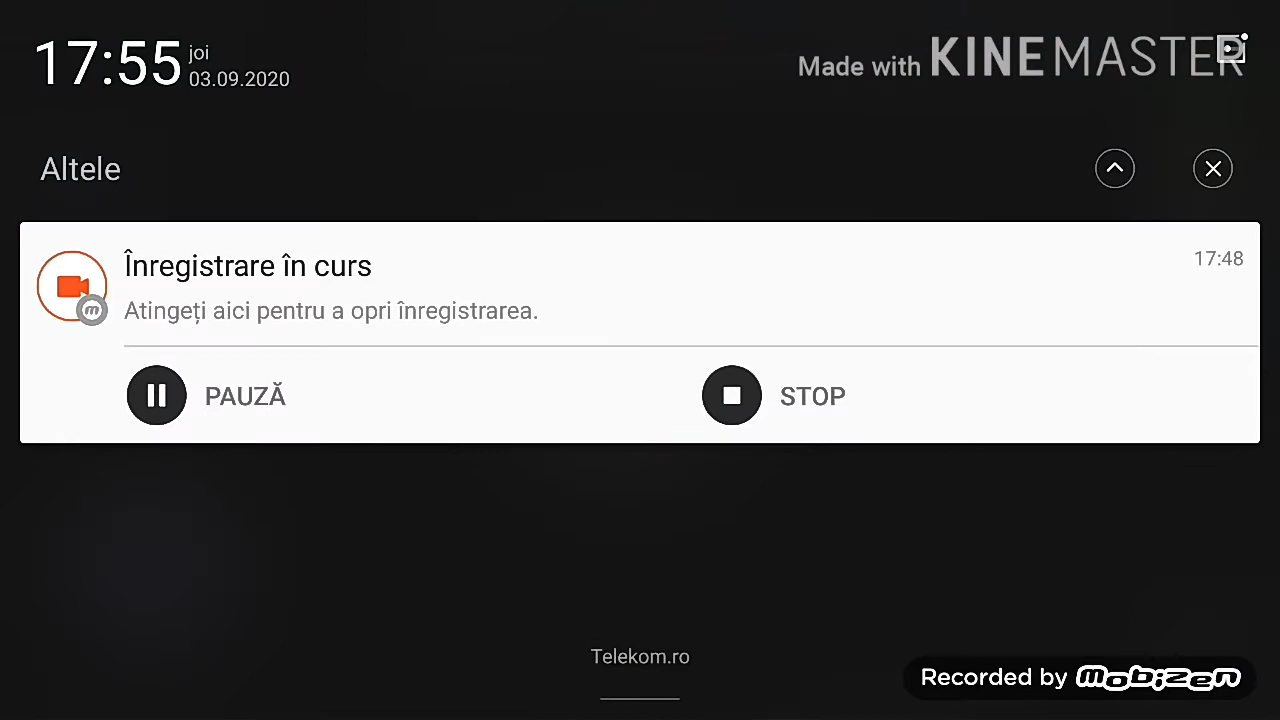 17:55 joi
03.09.2020
Made with KINEMASTER
Altele
Înregistrare în curs
17:48
Atingeți aici pentru a opri înregistrarea.
PAUZĂ
STOP
Telekom.ro
Recorded by mobizen